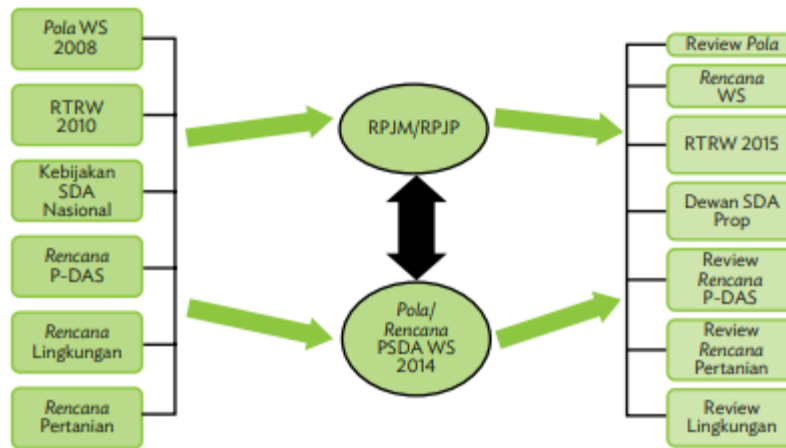 Pola WS
2008
RTRW
2010
Kebijakan
SDA
Nasional
Rencana
P-DAS
Rencana
Lingkungan
Rencana
Pertanian
RPJM/RPJP
Pola/
Rencana
PSDA WS
2014
Review Pola
Rencana
WS
RTRW 2015
Dewan SDA
Prop
Review
Rencana
P-DAS
Review
Rencana
Pertanian
Review
Lingkungan